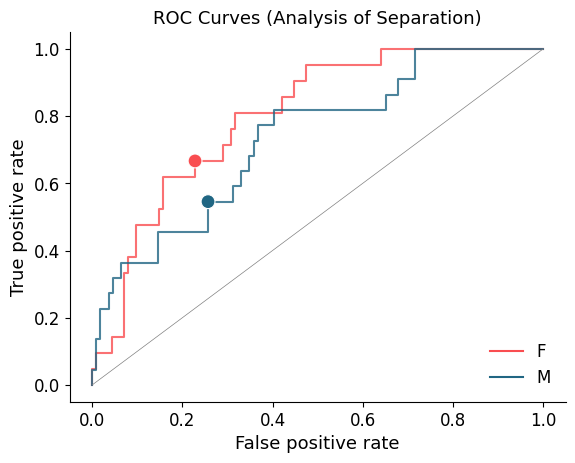 ROC Curves (Analysis of Separation)
True positive rate
1.0
0.8
0.6
0.4
0.2
0.0
0.0 0.2 0.4 0.6 0.8 1.0
False positive rate
F
M